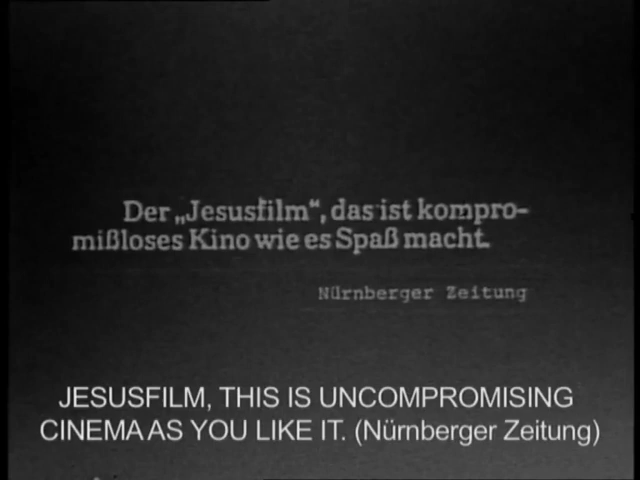 Der „Jesusfilm“, das ist kompro-
mißloses Kino wie es Spaß macht.
Nürnberger Zeitung
JESUSFILM, THIS IS UNCOMPROMISING
CINEMA AS YOU LIKE IT. (Nürnberger Zeitung)